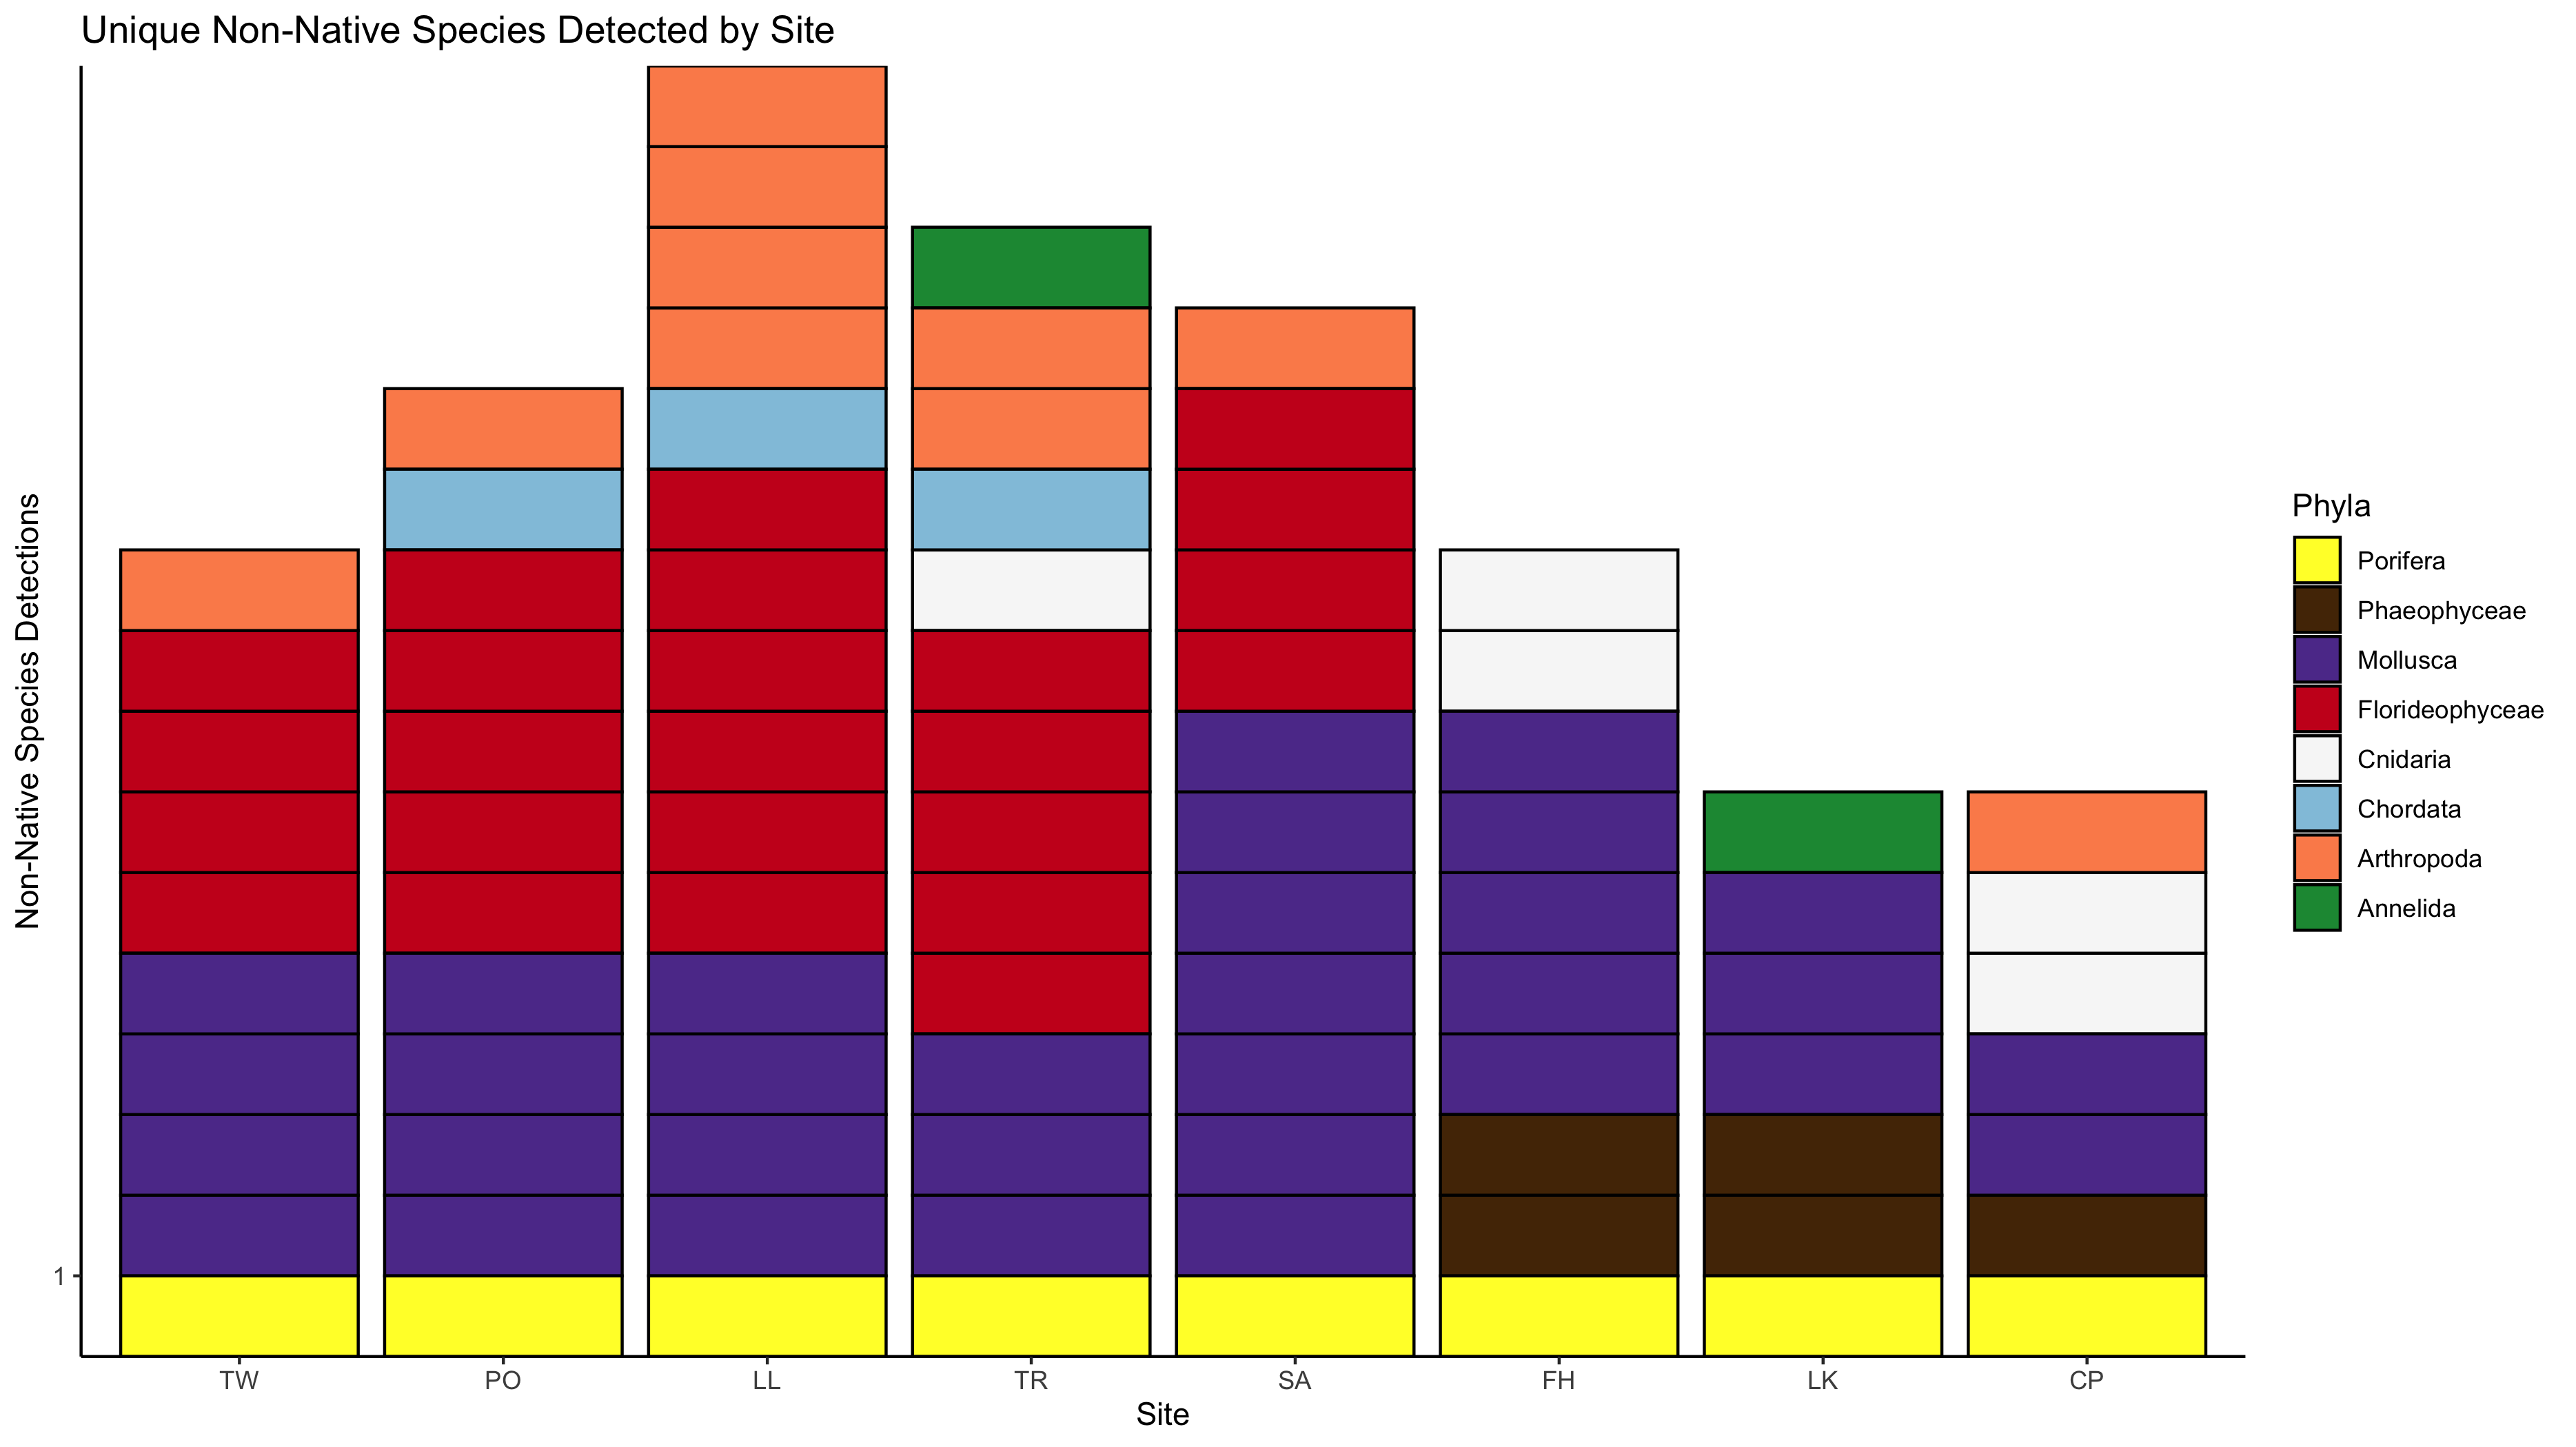 Unique Non-Native Species Detected by Site
Non-Native Species Detections
1
TW
PO
LL
TR
SA
FH
LK
CP
Site
Phyla
Porifera
Phaeophyceae
Mollusca
Florideophyceae
Cnidaria
Chordata
Arthropoda
Annelida